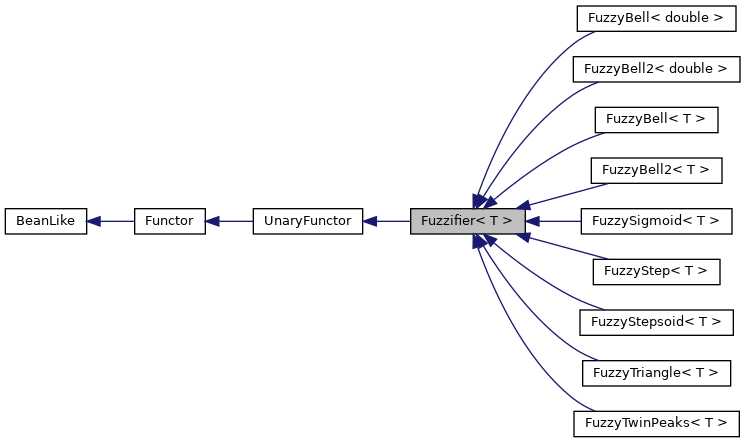 FuzzyBell< double >
FuzzyBell2< double >
FuzzyBell< T >
FuzzyBell2< T >
BeanLike
Functor
UnaryFunctor
Fuzzifier< T >
FuzzySigmoid< T >
FuzzyStep< T >
FuzzyStepsoid< T >
FuzzyTriangle< T >
FuzzyTwinPeaks< T >